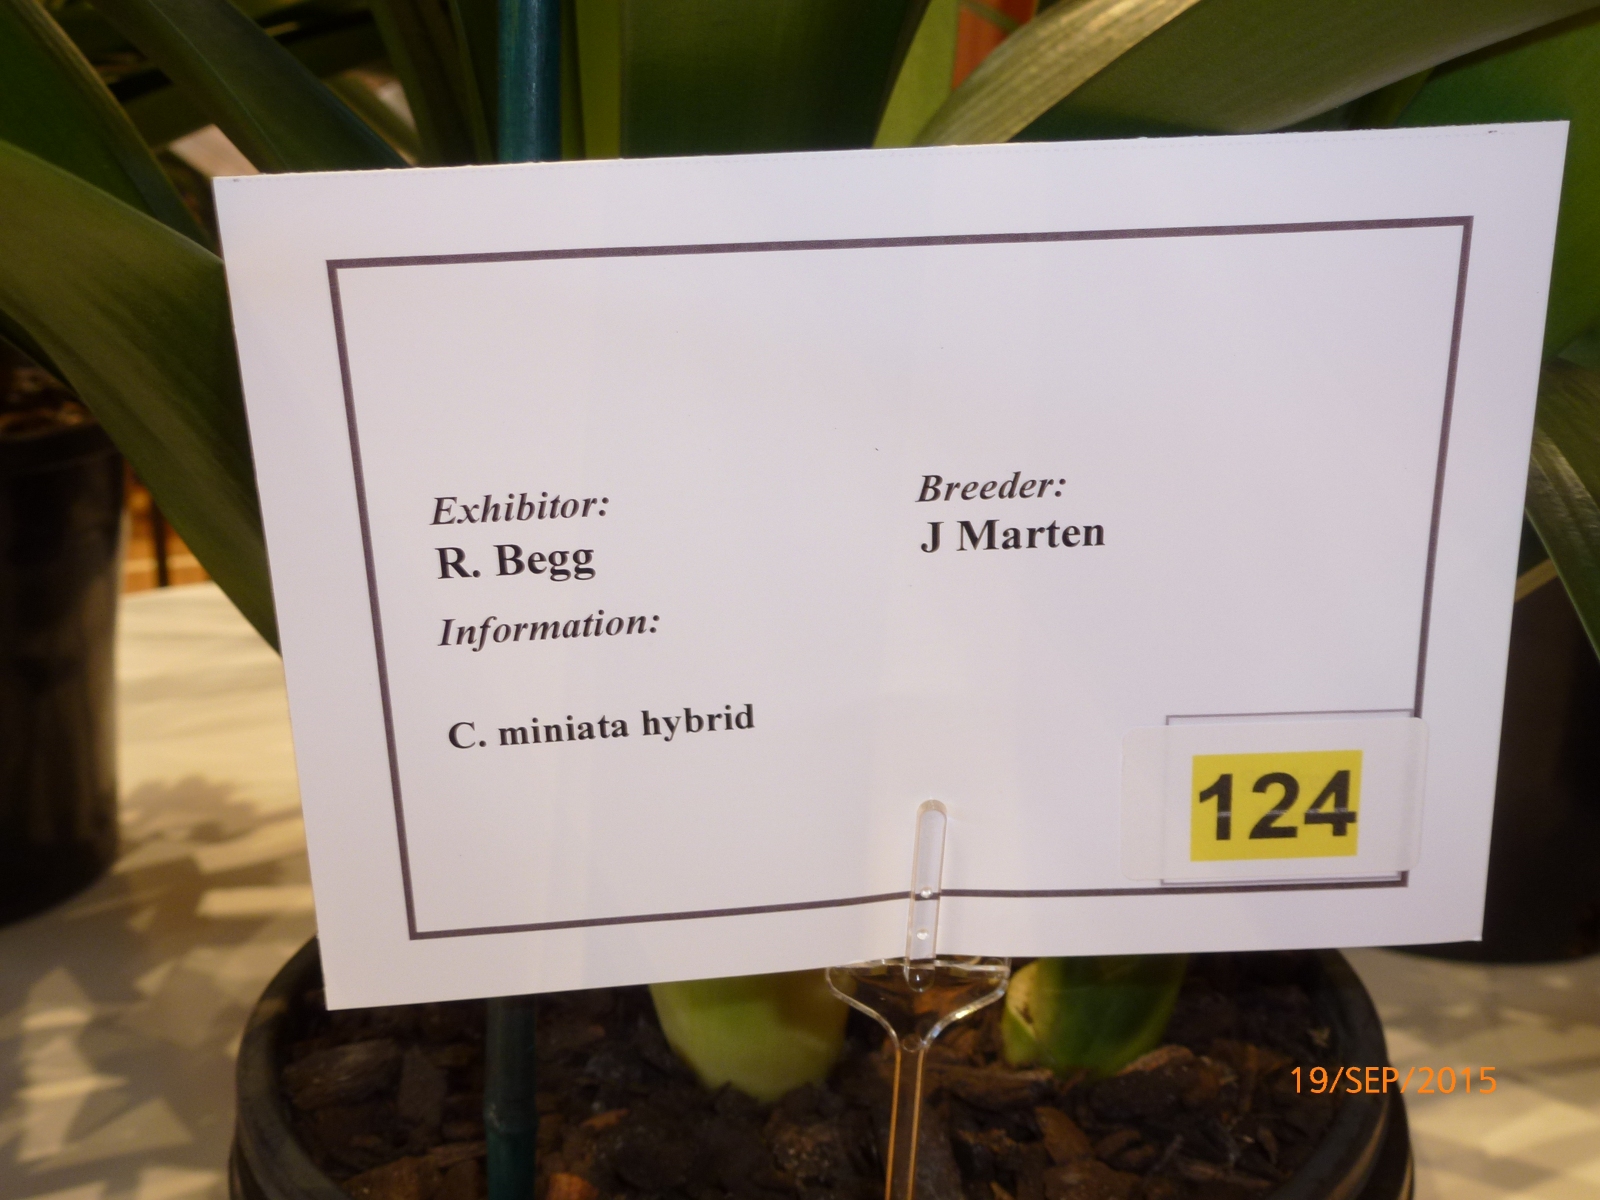 Exhibitor:
R. Begg
Breeder:
J Marten
Information:
C. miniata hybrid
124
19/SEP/2015